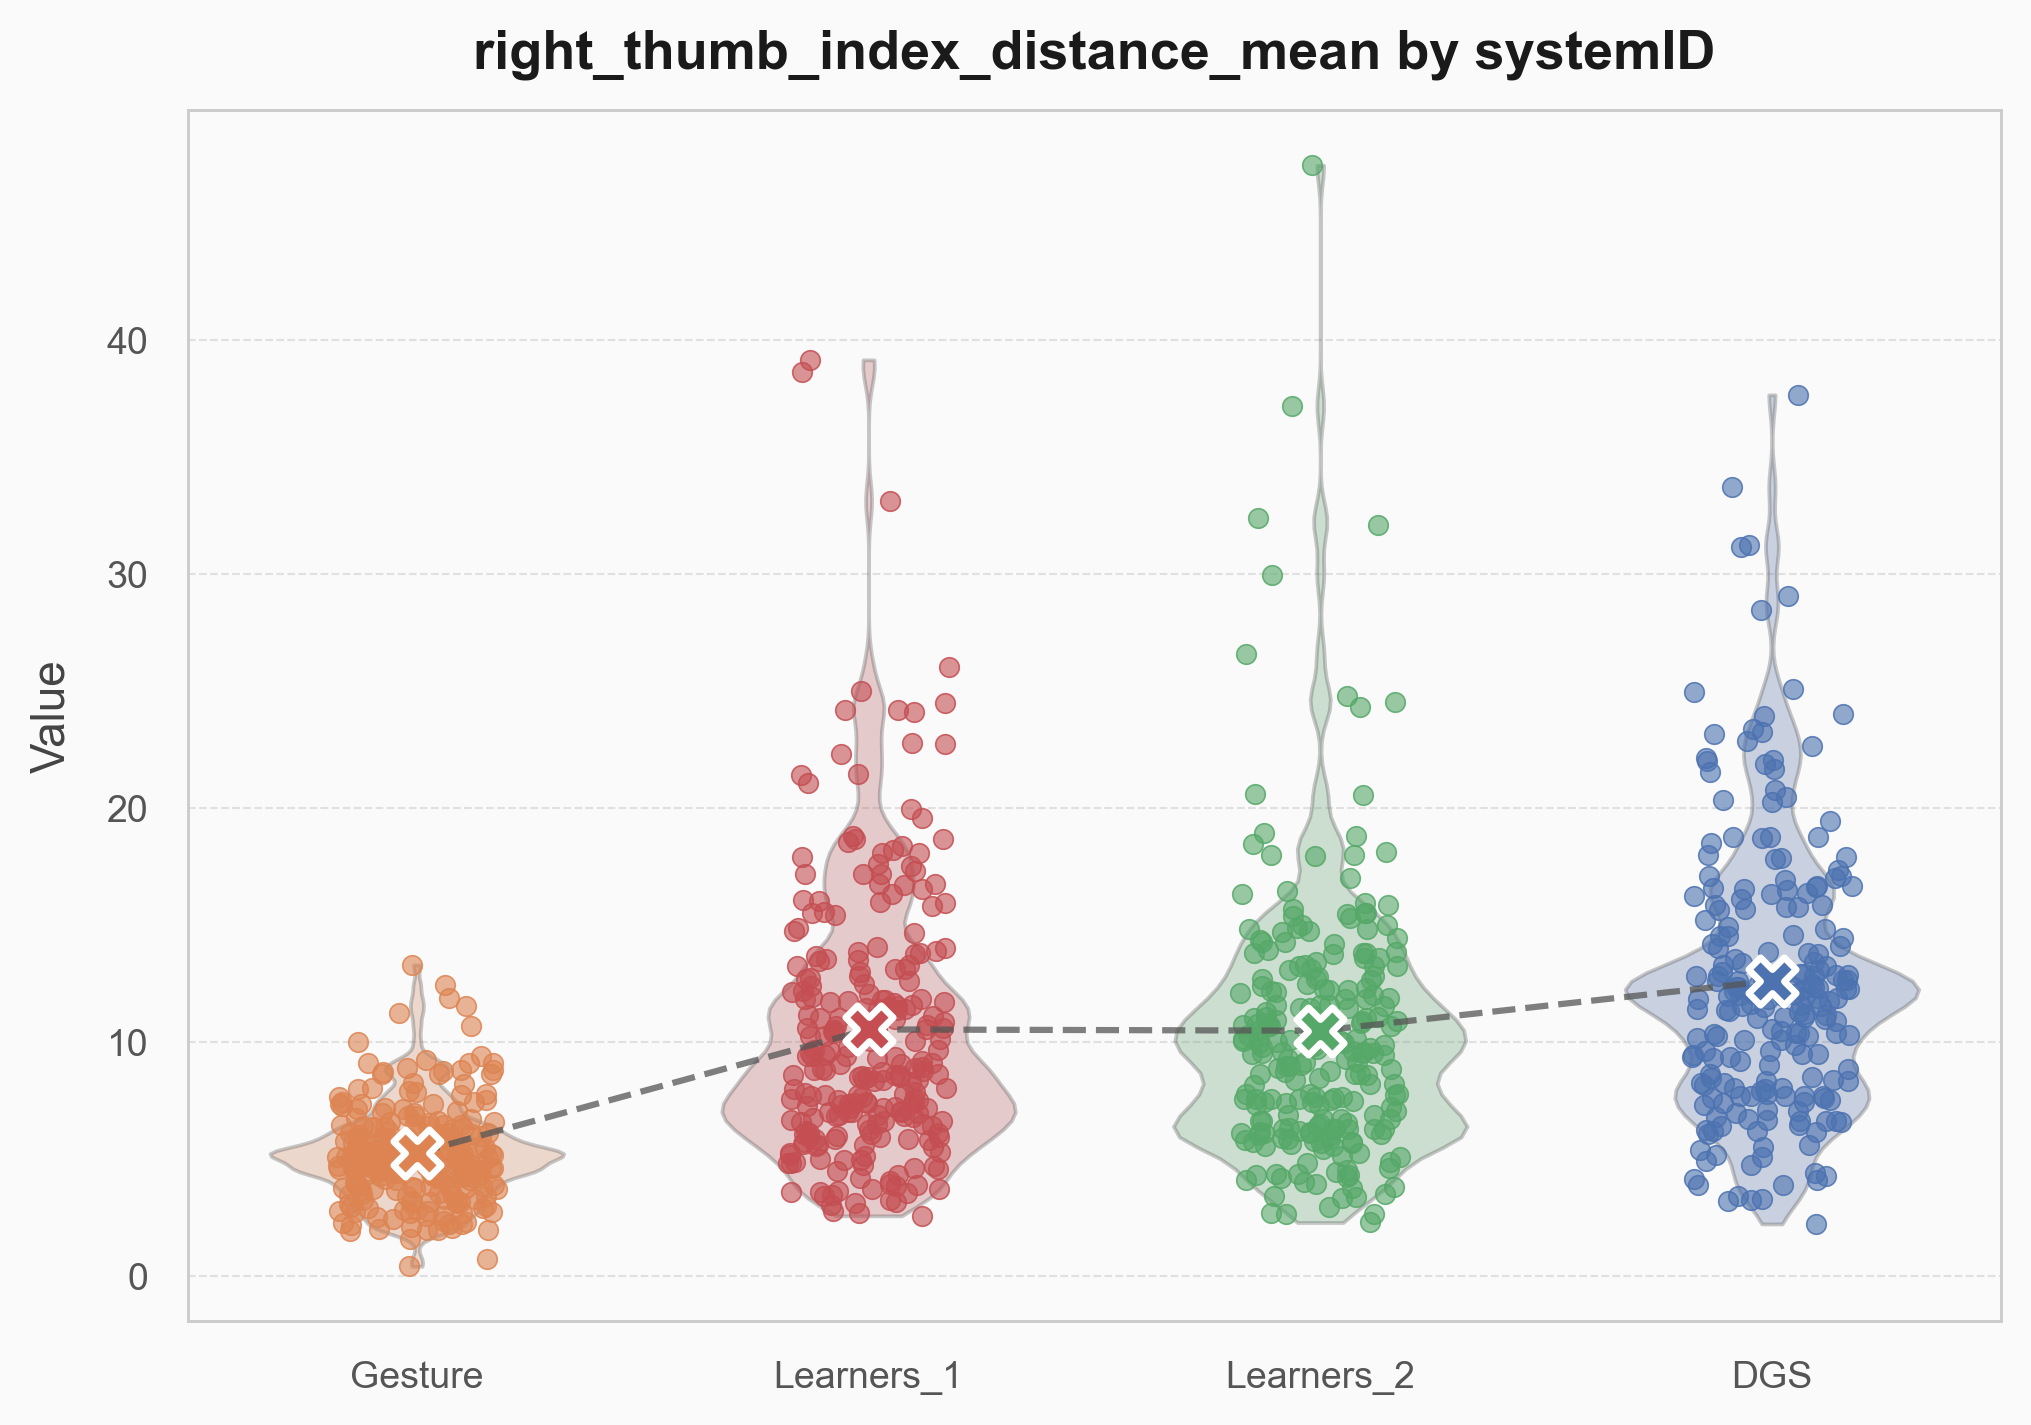 right_thumb_index_distance_mean by systemID
Value
40
30
20
10
0
Gesture
Learners_1
Learners_2
DGS